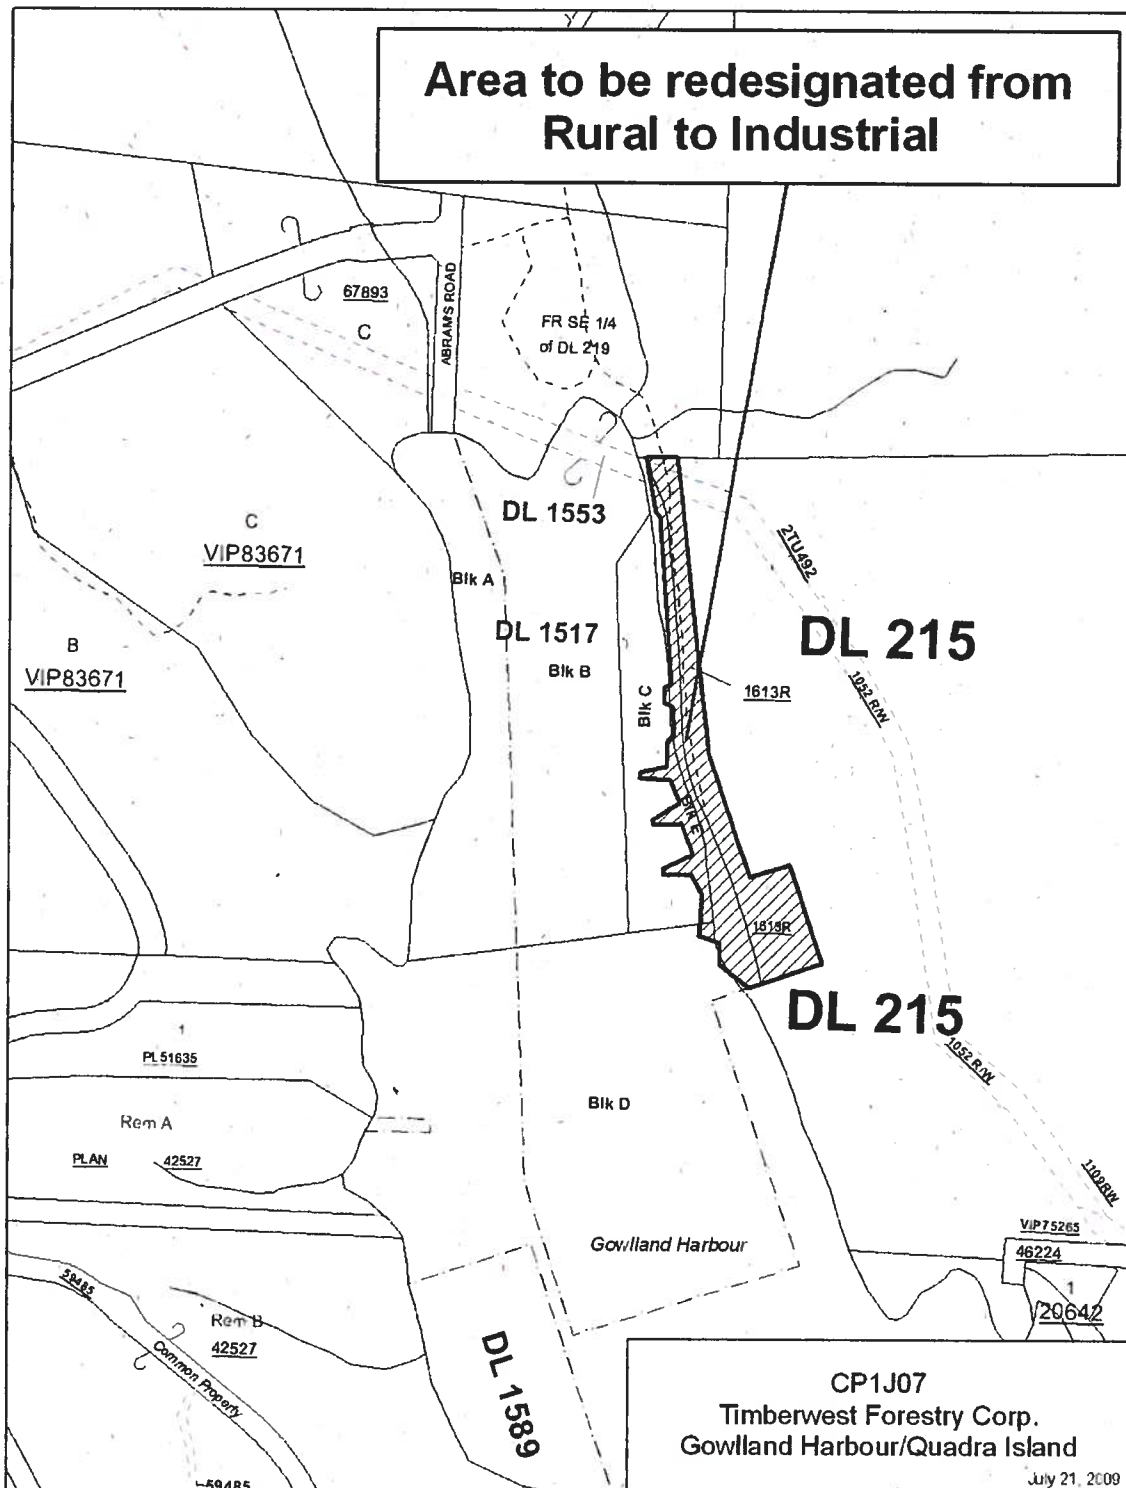 Area to be redesignated from
Rural to Industrial
67893
C
ABRAMS ROAD
FR SE 1/4
of DL 219
DL 1553
C
VIP83671
Blk A
2TU492
DL 1517
DL 215
B
VIP83671
Blk B
Blk C
1613R
1052 R/W
Blk E
1613R
DL 215
1
PL51635
1052 R/W
Blk D
Rem A
PLAN
42527
1109RW
Gowlland Harbour
VIP75265
46224
1
20642
59485
Rem B
42527
Common Property
DL 1589
59485
CP1J07
Timberwest Forestry Corp.
Gowlland Harbour/Quadra Island
July 21, 2009